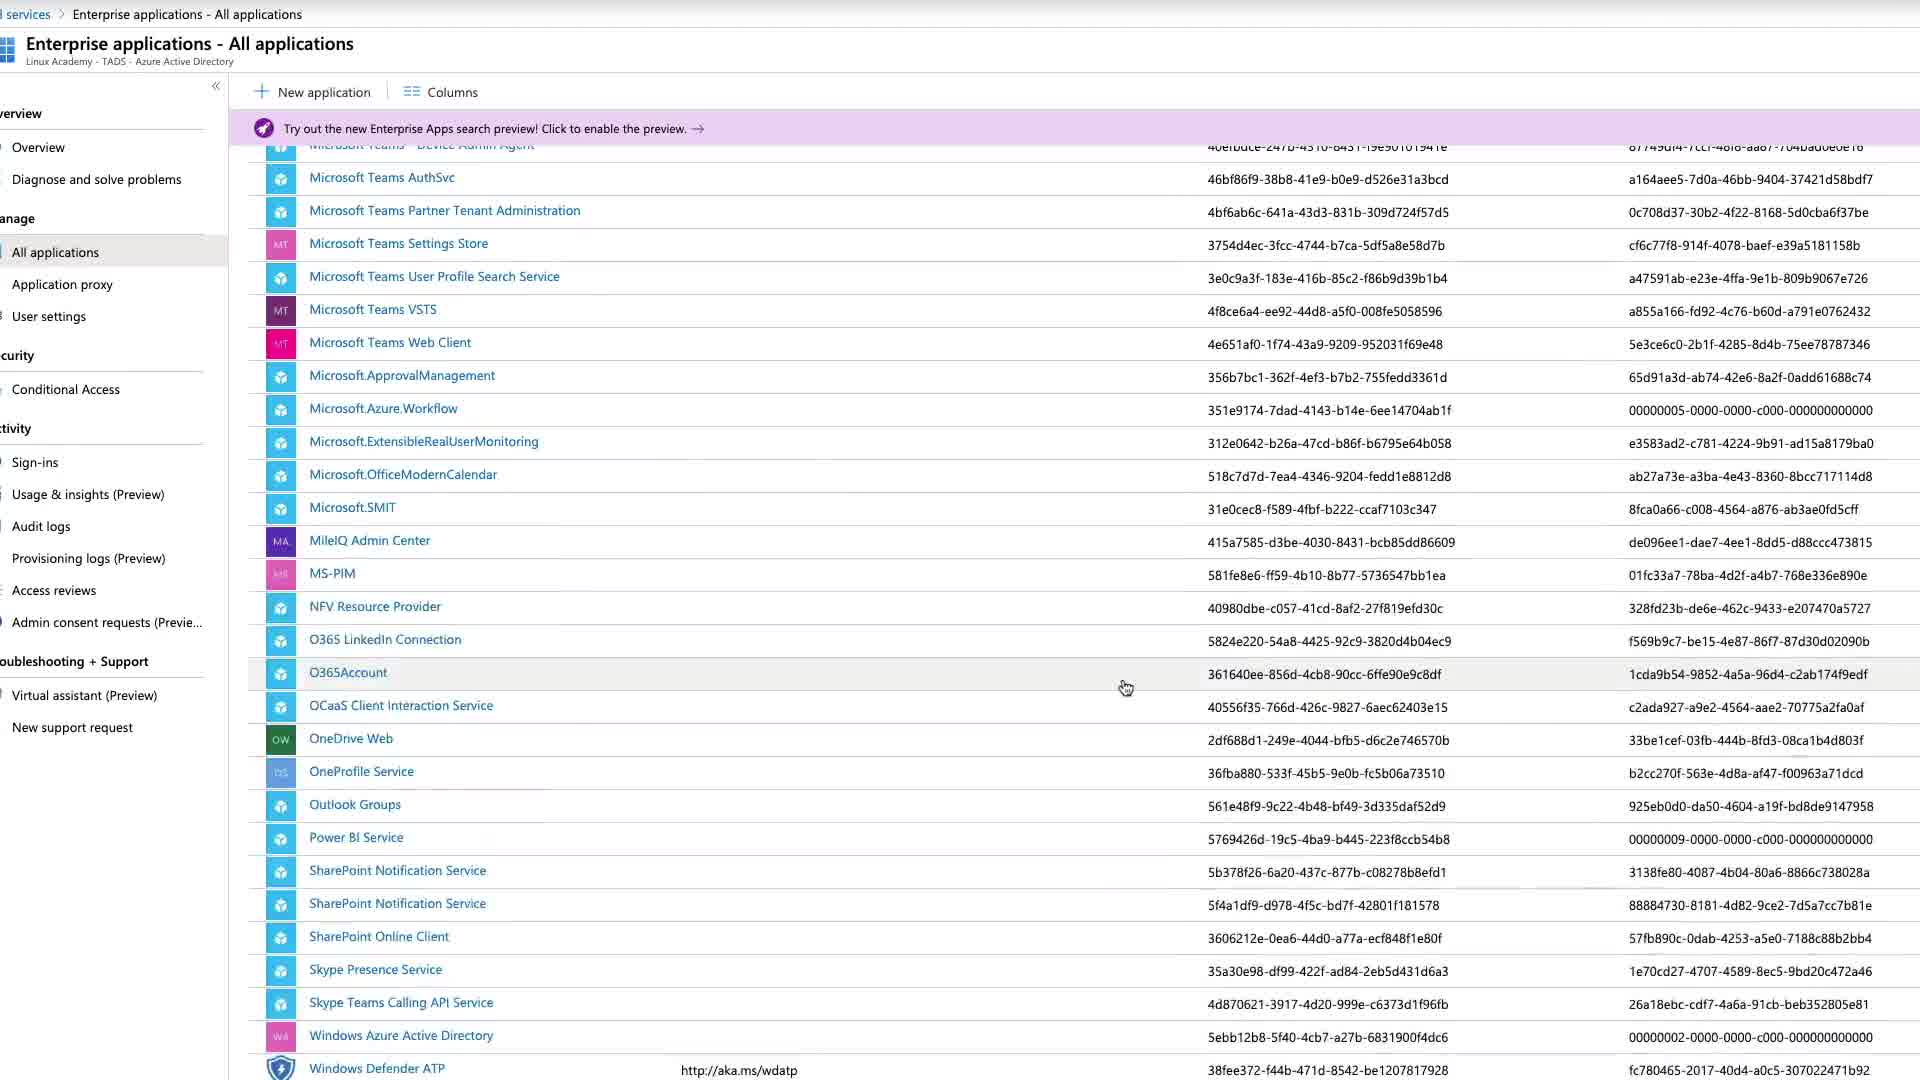 services > Enterprise applications - All applications
Enterprise applications - All applications
Linux Academy - TADS - Azure Active Directory
«
New application
Columns
Try out the new Enterprise Apps search preview! Click to enable the preview. →
verview
Overview
Diagnose and solve problems
anage
All applications
Application proxy
User settings
curity
Conditional Access
tivity
Sign-ins
Usage & insights (Preview)
Audit logs
Provisioning logs (Preview)
Access reviews
Admin consent requests (Previe...
oubleshooting + Support
Virtual assistant (Preview)
New support request
Microsoft Teams - Device Admin Agent
Microsoft Teams AuthSvc 46bf86f9-38b8-41e9-b0e9-d526e31a3bcd a164aee5-7d0a-46bb-9404-37421d58bdf7
Microsoft Teams Partner Tenant Administration 4bf6ab6c-641a-43d3-831b-309d724f57d5 0c708d37-30b2-4f22-8168-5d0cba6f37be
MT Microsoft Teams Settings Store 3754d4ec-3fcc-4744-b7ca-5df5a8e58d7b cf6c77f8-914f-4078-baef-e39a5181158b
Microsoft Teams User Profile Search Service 3e0c9a3f-183e-416b-85c2-f86b9d39b1b4 a47591ab-e23e-4ffa-9e1b-809b9067e726
MT Microsoft Teams VSTS 4f8ce6a4-ee92-44d8-a5f0-008fe5058596 a855a166-fd92-4c76-b60d-a791e0762432
MT Microsoft Teams Web Client 4e651af0-1f74-43a9-9209-952031f69e48 5e3ce6c0-2b1f-4285-8d4b-75ee78787346
Microsoft.ApprovalManagement 356b7bc1-362f-4ef3-b7b2-755fedd3361d 65d91a3d-ab74-42e6-8a2f-0add61688c74
Microsoft.Azure.Workflow 351e9174-7dad-4143-b14e-6ee14704ab1f 00000005-0000-0000-c000-000000000000
Microsoft.ExtensibleRealUserMonitoring 312e0642-b26a-47cd-b86f-b6795e64b058 e3583ad2-c781-4224-9b91-ad15a8179ba0
Microsoft.OfficeModernCalendar 518c7d7d-7ea4-4346-9204-fedd1e8812d8 ab27a73e-a3ba-4e43-8360-8bcc717114d8
Microsoft.SMIT 31e0cec8-f589-4fbf-b222-ccaf7103c347 8fca0a66-c008-4564-a876-ab3ae0fd5cff
MA MileIQ Admin Center 415a7585-d3be-4030-8431-bcb85dd86609 de096ee1-dae7-4ee1-8dd5-d88ccc473815
MS MS-PIM 581fe8e6-ff59-4b10-8b77-5736547bb1ea 01fc33a7-78ba-4d2f-a4b7-768e336e890e
NFV Resource Provider 40980dbe-c057-41cd-8af2-27f819efd30c 328fd23b-de6e-462c-9433-e207470a5727
O365 LinkedIn Connection 5824e220-54a8-4425-92c9-3820d4b04ec9 f569b9c7-be15-4e87-86f7-87d30d02090b
O365Account 361640ee-856d-4cb8-90cc-6ffe90e9c8df 1cda9b54-9852-4a5a-96d4-c2ab174f9edf
OCaaS Client Interaction Service 40556f35-766d-426c-9827-6aec62403e15 c2ada927-a9e2-4564-aae2-70775a2fa0af
OW OneDrive Web 2df688d1-249e-4044-bfb5-d6c2e746570b 33be1cef-03fb-444b-8fd3-08ca1b4d803f
OS OneProfile Service 36fba880-533f-45b5-9e0b-fc5b06a73510 b2cc270f-563e-4d8a-af47-f00963a71dcd
Outlook Groups 561e48f9-9c22-4b48-bf49-3d335daf52d9 925eb0d0-da50-4604-a19f-bd8de9147958
Power BI Service 5769426d-19c5-4ba9-b445-223f8ccb54b8 00000009-0000-0000-c000-000000000000
SharePoint Notification Service 5b378f26-6a20-437c-877b-c08278b8efd1 3138fe80-4087-4b04-80a6-8866c738028a
SharePoint Notification Service 5f4a1df9-d978-4f5c-bd7f-42801f181578 88884730-8181-4d82-9ce2-7d5a7cc7b81e
SharePoint Online Client 3606212e-0ea6-44d0-a77a-ecf848f1e80f 57fb890c-0dab-4253-a5e0-7188c88b2bb4
Skype Presence Service 35a30e98-df99-422f-ad84-2eb5d431d6a3 1e70cd27-4707-4589-8ec5-9bd20c472a46
Skype Teams Calling API Service 4d870621-3917-4d20-999e-c6373d1f96fb 26a18ebc-cdf7-4a6a-91cb-beb352805e81
WA Windows Azure Active Directory 5ebb12b8-5f40-4cb7-a27b-6831900f4dc6 00000002-0000-0000-c000-000000000000
Windows Defender ATP http://aka.ms/wdatp 38fee372-f44b-471d-8542-be1207817928 fc780465-2017-40d4-a0c5-307022471b92